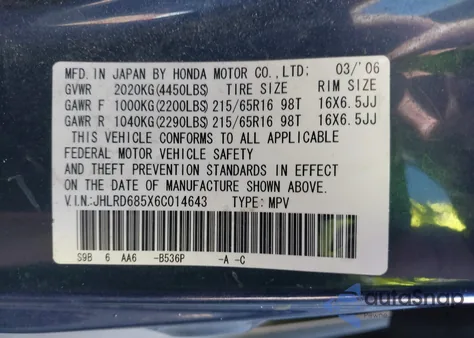 MFD. IN JAPAN BY HONDA MOTOR CO., LTD: 03/'06
GVWR 2020KG(4450LBS) TIRE SIZE RIM SIZE
GAWR F 1000KG(2200LBS) 215/65R16 98T 16X6.5JJ
GAWR R 1040KG(2290LBS) 215/65R16 98T 16X6.5JJ
THIS VEHICLE CONFORMS TO ALL APPLICABLE
FEDERAL MOTOR VEHICLE SAFETY
AND THEFT PREVENTION STANDARDS IN EFFECT
ON THE DATE OF MANUFACTURE SHOWN ABOVE.
V.I.N.:JHLRD685X6C014643 TYPE: MPV
S9B 6 AA6 -B536P -A -C
autoSnap